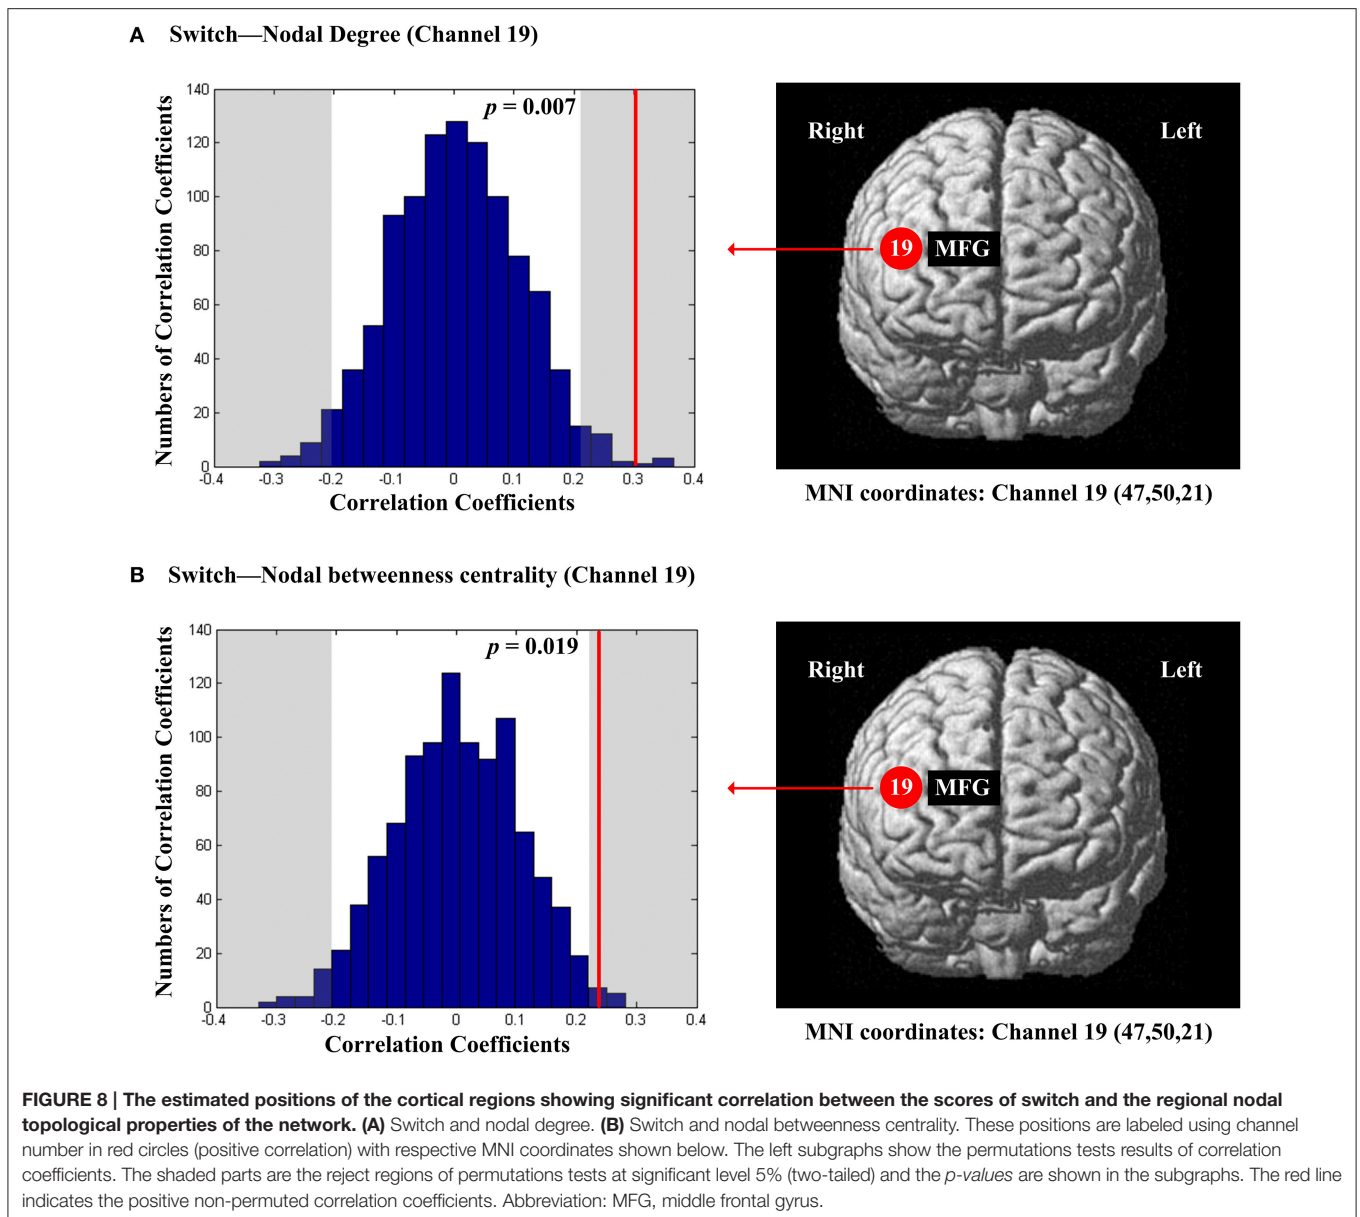 A Switch—Nodal Degree (Channel 19)
Numbers of Correlation Coefficients
140
120
100
80
60
40
20
0
p = 0.007
-0.4 -0.3 -0.2 -0.1 0 0.1 0.2 0.3 0.4
Correlation Coefficients
Right Left
19 MFG
MNI coordinates: Channel 19 (47,50,21)
B Switch—Nodal betweenness centrality (Channel 19)
Numbers of Correlation Coefficients
140
120
100
80
60
40
20
0
p = 0.019
-0.4 -0.3 -0.2 -0.1 0 0.1 0.2 0.3 0.4
Correlation Coefficients
Right Left
19 MFG
MNI coordinates: Channel 19 (47,50,21)
FIGURE 8 | The estimated positions of the cortical regions showing significant correlation between the scores of switch and the regional nodal
topological properties of the network. (A) Switch and nodal degree. (B) Switch and nodal betweenness centrality. These positions are labeled using channel
number in red circles (positive correlation) with respective MNI coordinates shown below. The left subgraphs show the permutations tests results of correlation
coefficients. The shaded parts are the reject regions of permutations tests at significant level 5% (two-tailed) and the p-values are shown in the subgraphs. The red line
indicates the positive non-permuted correlation coefficients. Abbreviation: MFG, middle frontal gyrus.